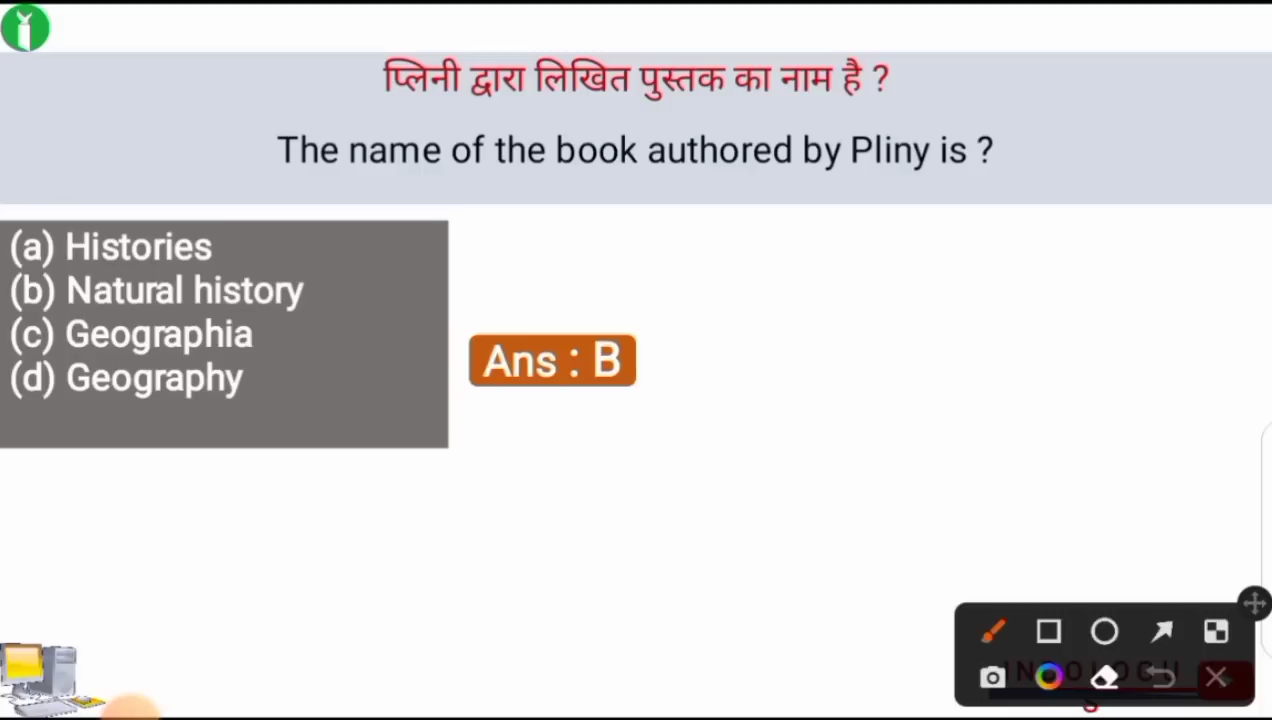 प्लिनी द्वारा लिखित पुस्तक का नाम है ?
The name of the book authored by Pliny is ?
(a) Histories
(b) Natural history
(c) Geographia
(d) Geography
Ans : B